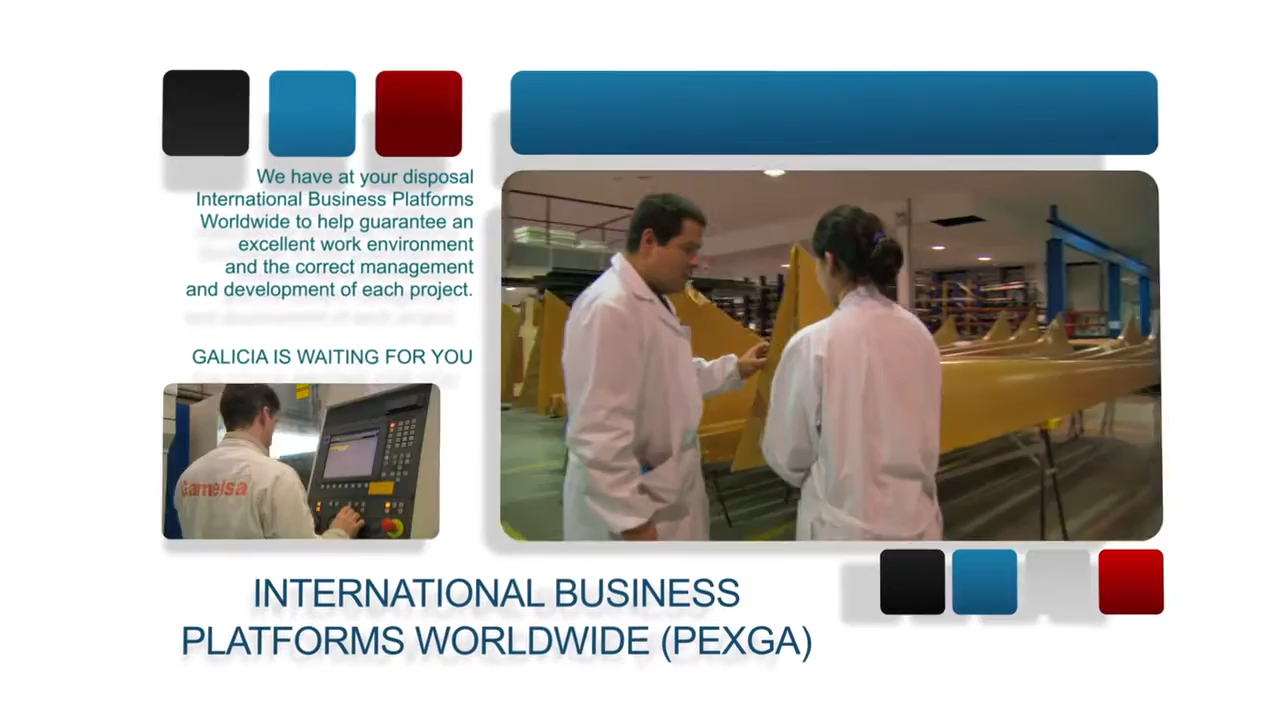 We have at your disposal
International Business Platforms
Worldwide to help guarantee an
excellent work environment
and the correct management
and development of each project.
GALICIA IS WAITING FOR YOU
INTERNATIONAL BUSINESS
PLATFORMS WORLDWIDE (PEXGA)